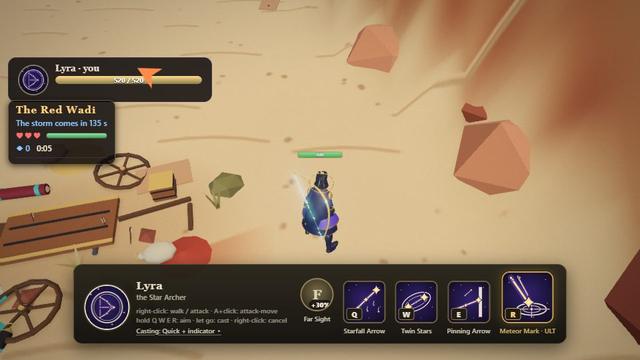 Lyra - you
520 / 520
The Red Wadi
The storm comes in 135 s
0 0:05
Lyra
the Star Archer
right-click: walk / attack · A+click: attack-move
hold Q W E R: aim · let go: cast · right-click: cancel
Casting: Quick + indicator
F
+30%
Far Sight
Q
Starfall Arrow
W
Twin Stars
E
Pinning Arrow
R
Meteor Mark · ULT